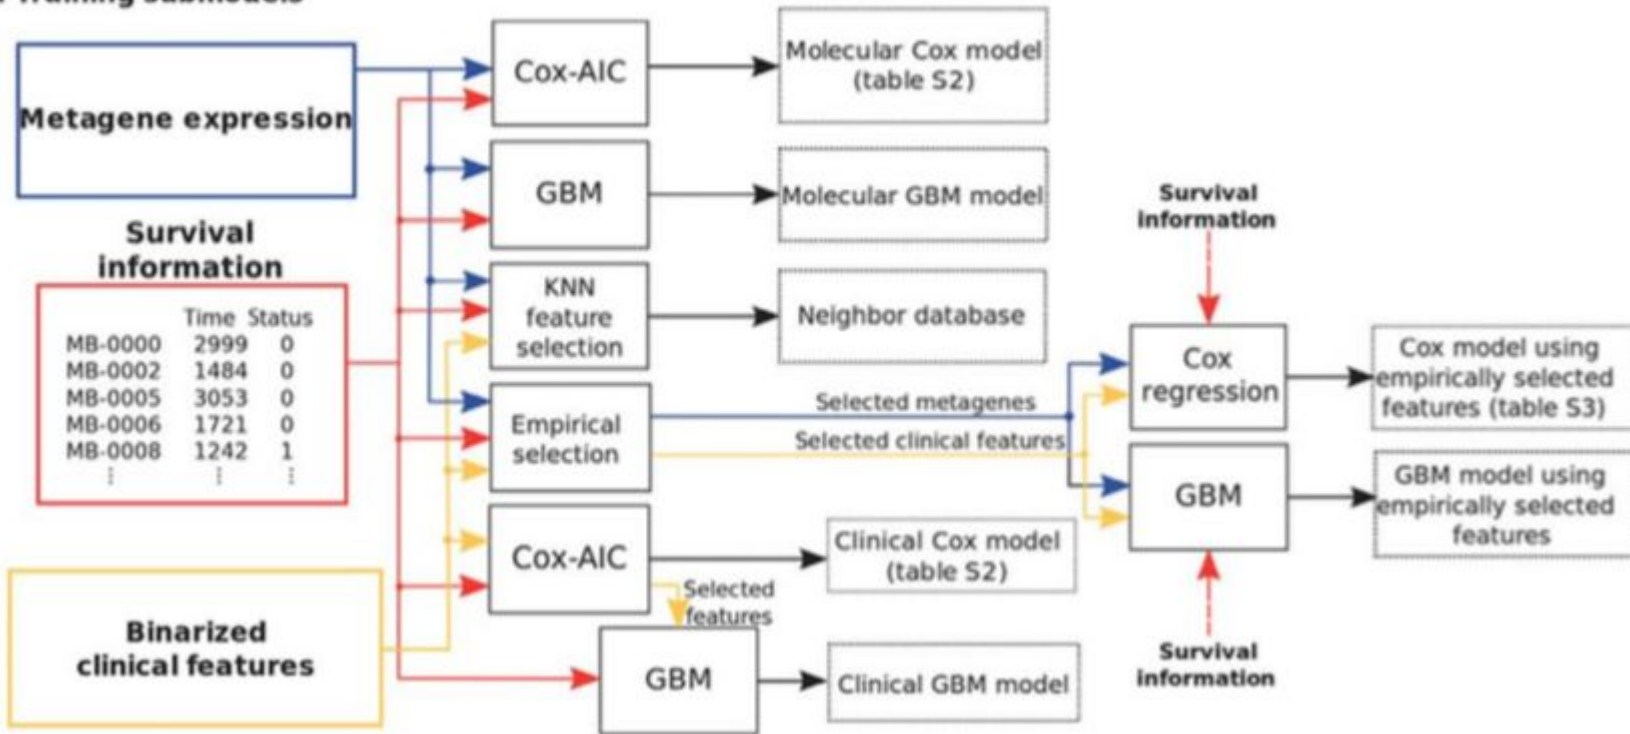 Training submodels
Metagene expression
Survival
information
Time Status
MB-0000 2999 0
MB-0002 1484 0
MB-0005 3053 0
MB-0006 1721 0
MB-0008 1242 1
⋮ ⋮ ⋮
Binarized
clinical features
Cox-AIC
Molecular Cox model
(table S2)
GBM
Molecular GBM model
KNN
feature
selection
Neighbor database
Empirical
selection
Selected metagenes
Selected clinical features
Cox-AIC
Clinical Cox model
(table S2)
Selected
features
GBM
Clinical GBM model
Survival
information
Cox
regression
Cox model using
empirically selected
features (table S3)
GBM
GBM model using
empirically selected
features
Survival
information